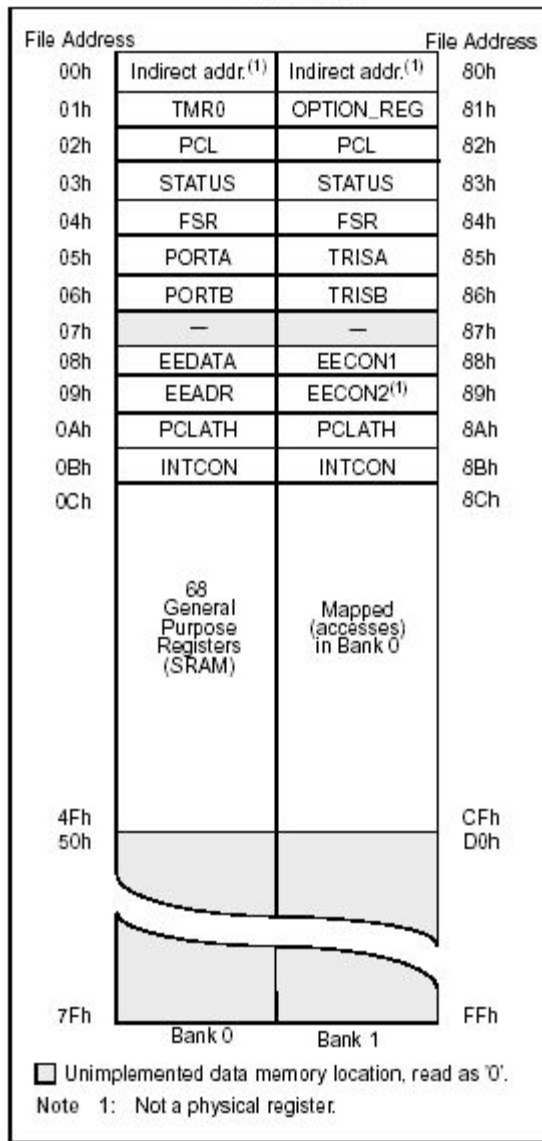 File Address File Address
00h Indirect addr.(1) Indirect addr.(1) 80h
01h TMR0 OPTION_REG 81h
02h PCL PCL 82h
03h STATUS STATUS 83h
04h FSR FSR 84h
05h PORTA TRISA 85h
06h PORTB TRISB 86h
07h — — 87h
08h EEDATA EECON1 88h
09h EEADR EECON2(1) 89h
0Ah PCLATH PCLATH 8Ah
0Bh INTCON INTCON 8Bh
0Ch 8Ch
68
General
Purpose
Registers
(SRAM)
Mapped
(accesses)
in Bank 0
4Fh CFh
50h D0h
7Fh FFh
Bank 0 Bank 1
Unimplemented data memory location, read as '0'.
Note 1: Not a physical register.